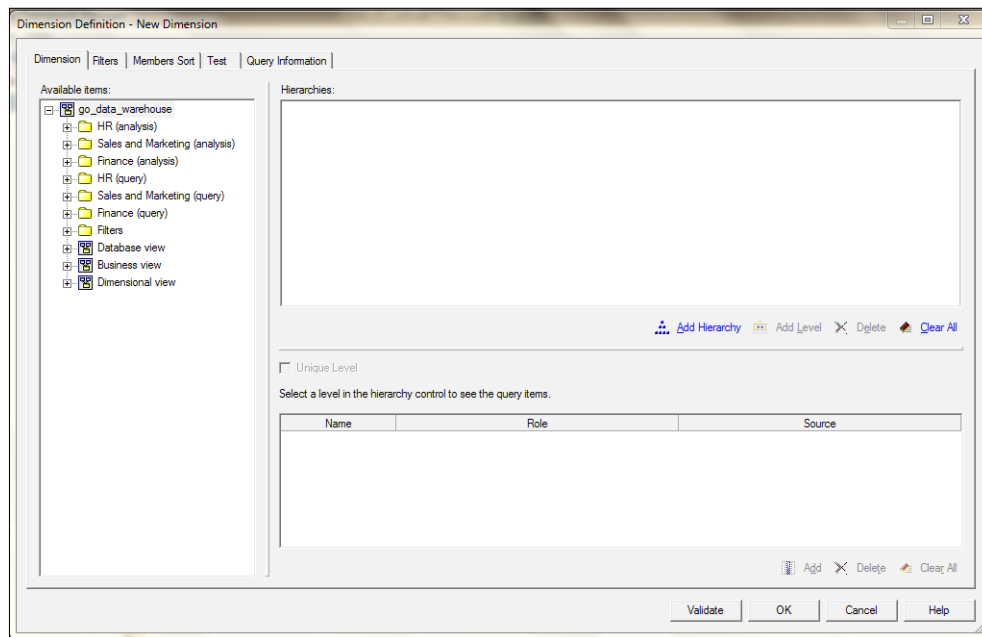 Dimension Definition - New Dimension
Dimension Filters Members Sort Test Query Information
Available items:
go_data_warehouse
HR (analysis)
Sales and Marketing (analysis)
Finance (analysis)
HR (query)
Sales and Marketing (query)
Finance (query)
Filters
Database view
Business view
Dimensional view
Hierarchies:
Add Hierarchy Add Level Delete Clear All
Unique Level
Select a level in the hierarchy control to see the query items.
Name Role Source
Add Delete Clear All
Validate OK Cancel Help